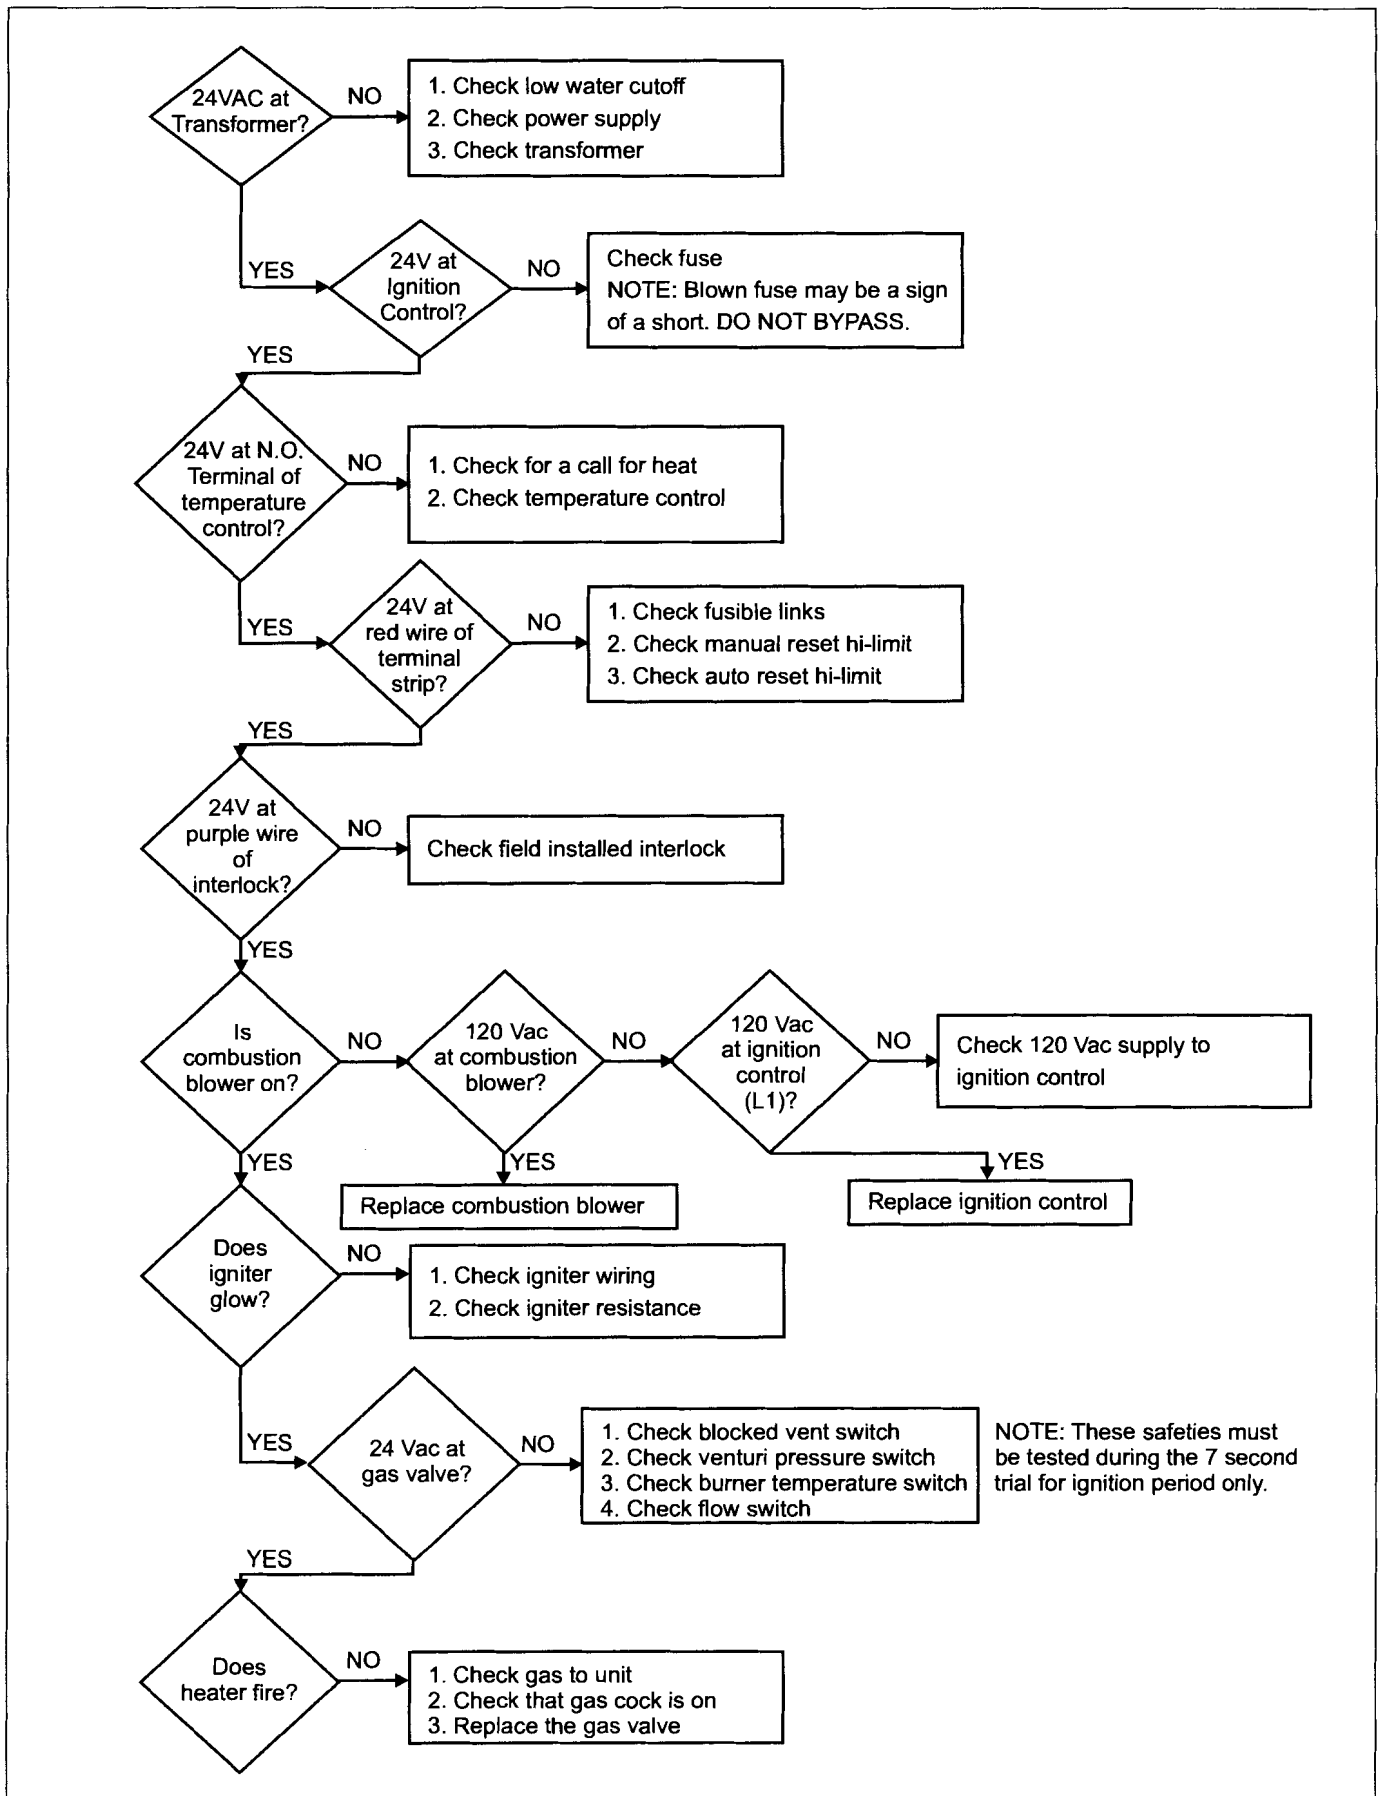 24VAC at
Transformer?
NO
1. Check low water cutoff
2. Check power supply
3. Check transformer
YES
24V at
Ignition
Control?
NO
Check fuse
NOTE: Blown fuse may be a sign
of a short. DO NOT BYPASS.
YES
24V at N.O.
Terminal of
temperature
control?
NO
1. Check for a call for heat
2. Check temperature control
YES
24V at
red wire of
terminal
strip?
NO
1. Check fusible links
2. Check manual reset hi-limit
3. Check auto reset hi-limit
YES
24V at
purple wire
of
interlock?
NO
Check field installed interlock
YES
Is
combustion
blower on?
NO
120 Vac
at combustion
blower?
NO
120 Vac
at ignition
control
(L1)?
NO
Check 120 Vac supply to
ignition control
YES
YES
YES
Replace combustion blower
Replace ignition control
Does
igniter
glow?
NO
1. Check igniter wiring
2. Check igniter resistance
YES
24 Vac at
gas valve?
NO
1. Check blocked vent switch
2. Check venturi pressure switch
3. Check burner temperature switch
4. Check flow switch
NOTE: These safeties must
be tested during the 7 second
trial for ignition period only.
YES
Does
heater fire?
NO
1. Check gas to unit
2. Check that gas cock is on
3. Replace the gas valve